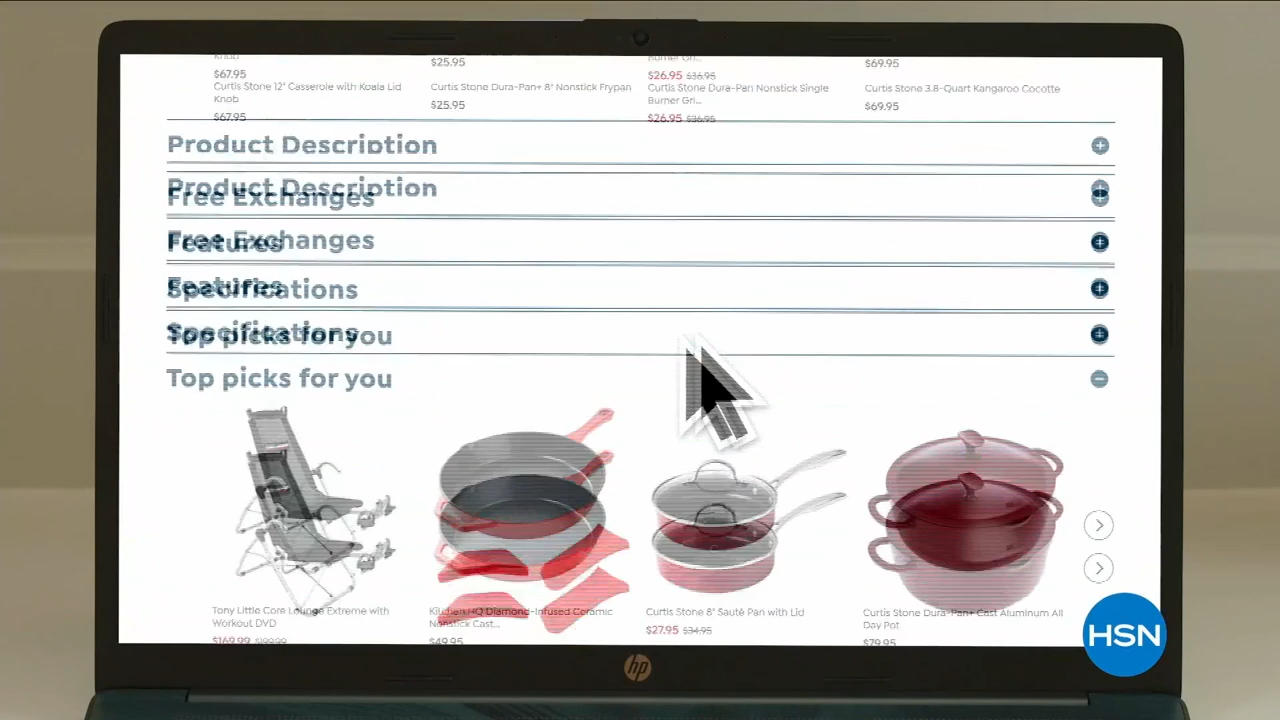 Knob
$67.95
$25.95
Burner Gri...
$26.95 $36.95
$69.95
Curtis Stone 12" Casserole with Koala Lid
Knob
$67.95
Curtis Stone Dura-Pan+ 8" Nonstick Frypan
$25.95
Curtis Stone Dura-Pan Nonstick Single
Burner Gri...
$26.95 $36.95
Curtis Stone 3.8-Quart Kangaroo Cocotte
$69.95
Product Description
Product Description
Free Exchanges
Free Exchanges
Features
Features
Specifications
Specifications
Top picks for you
Top picks for you
Tony Little Core Lounge Extreme with
Workout DVD
$169.99 $199.99
Kitchen HQ Diamond-Infused Ceramic
Nonstick Cast...
$49.95
Curtis Stone 8" Sauté Pan with Lid
$27.95 $34.95
Curtis Stone Dura-Pan+ Cast Aluminum All
Day Pot
$79.95
HSN
hp